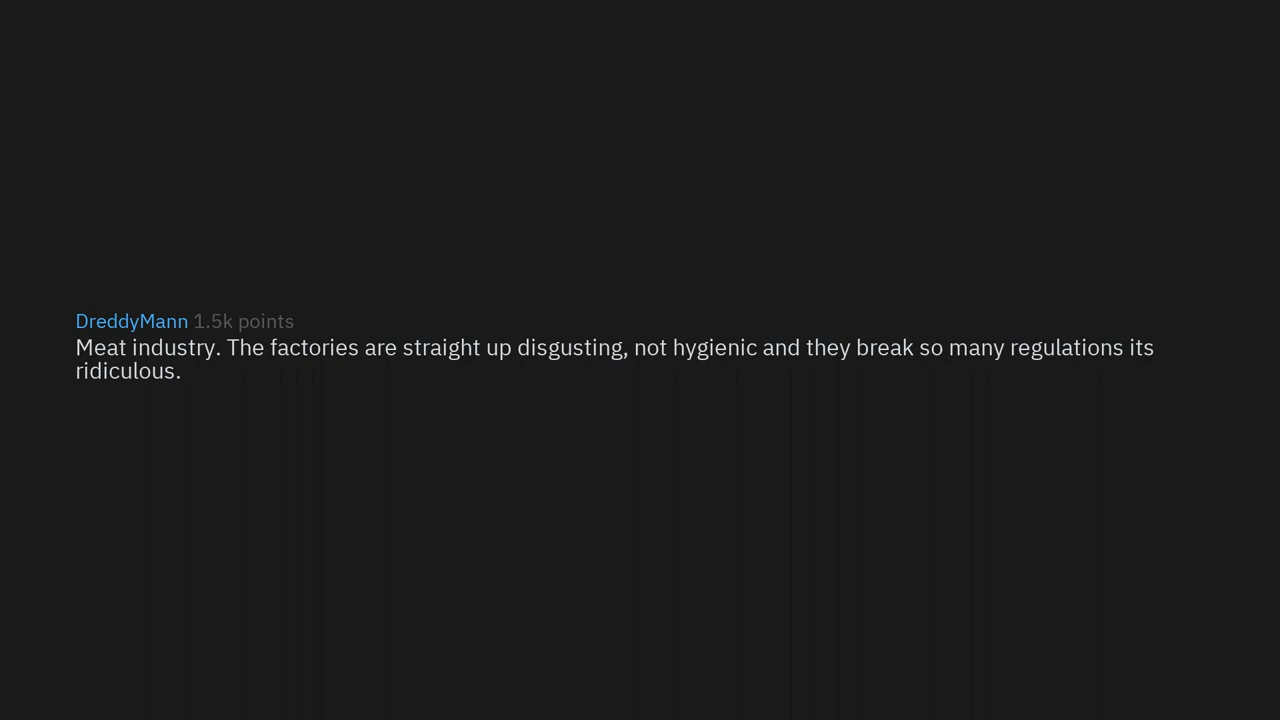 DreddyMann 1.5k points
Meat industry. The factories are straight up disgusting, not hygienic and they break so many regulations its
ridiculous.